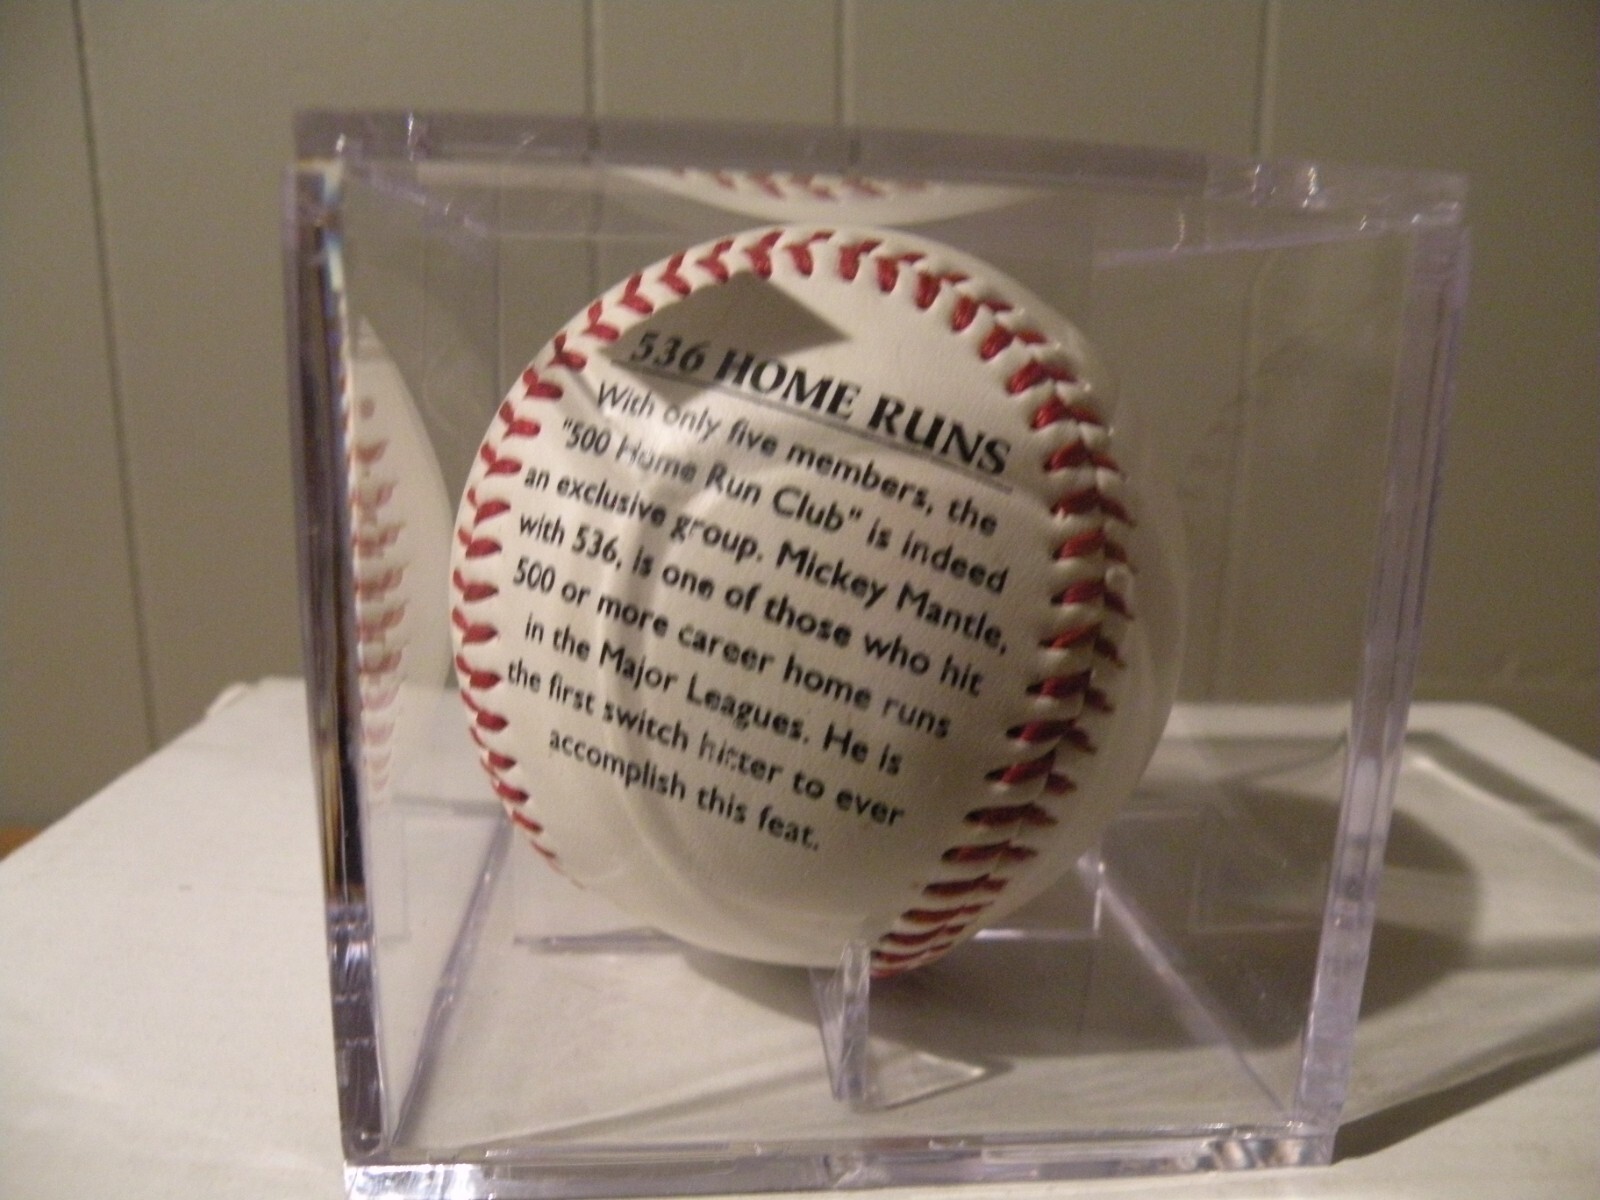 536 HOME RUNS
With only five members, the
"500 Home Run Club" is indeed
an exclusive group. Mickey Mantle,
with 536, is one of those who hit
500 or more career home runs
in the Major Leagues. He is
the first switch hitter to ever
accomplish this feat.